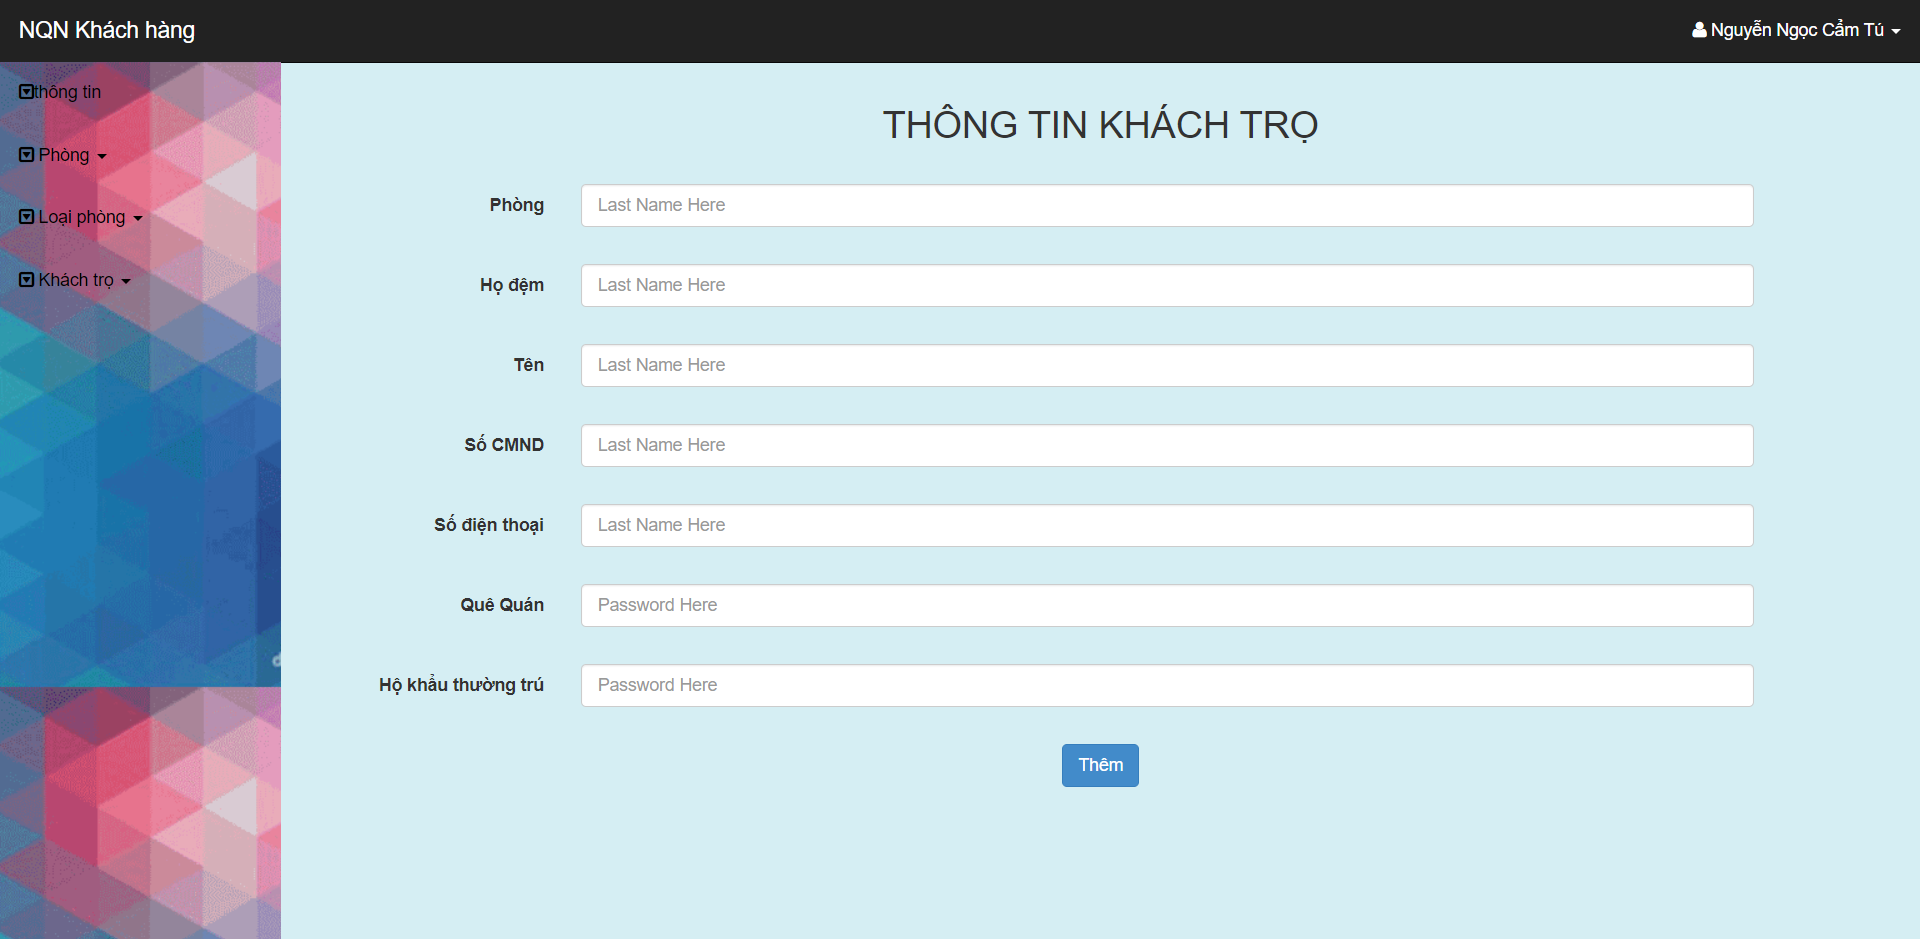 NQN Khách hàng
Nguyễn Ngọc Cẩm Tú
thông tin
Phòng
Loại phòng
Khách trọ
THÔNG TIN KHÁCH TRỌ
Phòng
Last Name Here
Họ đệm
Last Name Here
Tên
Last Name Here
Số CMND
Last Name Here
Số điện thoại
Last Name Here
Quê Quán
Password Here
Hộ khẩu thường trú
Password Here
Thêm